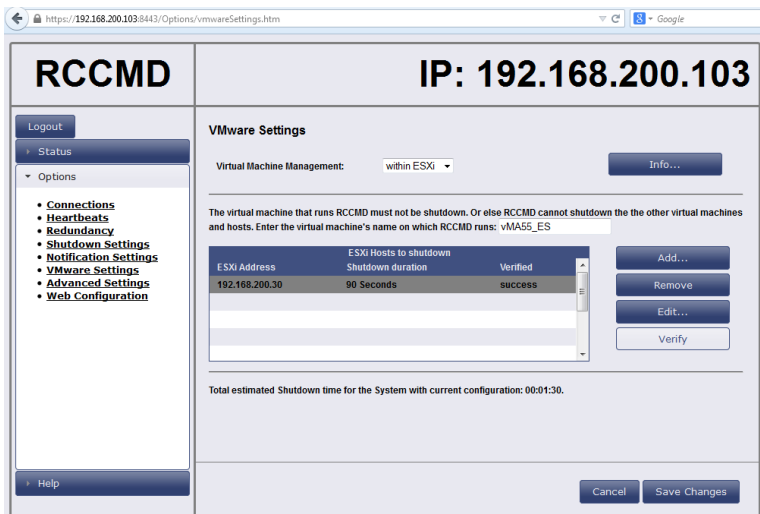 https://192.168.200.103:8443/Options/vmwareSettings.htm
Google
RCCMD
IP: 192.168.200.103
Logout
Status
Options
Connections
Heartbeats
Redundancy
Shutdown Settings
Notification Settings
VMware Settings
Advanced Settings
Web Configuration
Help
VMware Settings
Virtual Machine Management: within ESXi
Info...
The virtual machine that runs RCCMD must not be shutdown. Or else RCCMD cannot shutdown the the other virtual machines
and hosts. Enter the virtual machine's name on which RCCMD runs: vMA55_ES
ESXi Hosts to shutdown
ESXi Address Shutdown duration Verified
192.168.200.30 90 Seconds success
Add...
Remove
Edit...
Verify
Total estimated Shutdown time for the System with current configuration: 00:01:30.
Cancel Save Changes